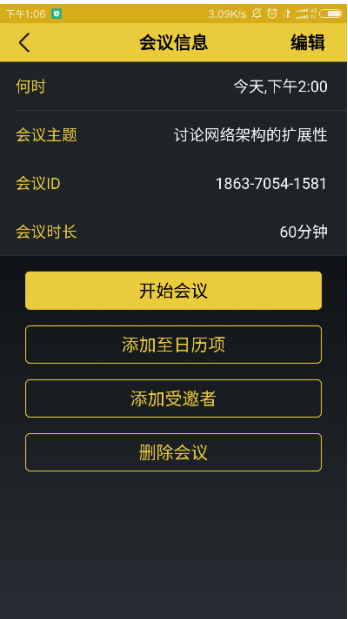 下午1:06 3.09K/s
会议信息 编辑
何时 今天,下午2:00
会议主题 讨论网络架构的扩展性
会议ID 1863-7054-1581
会议时长 60分钟
开始会议
添加至日历项
添加受邀者
删除会议